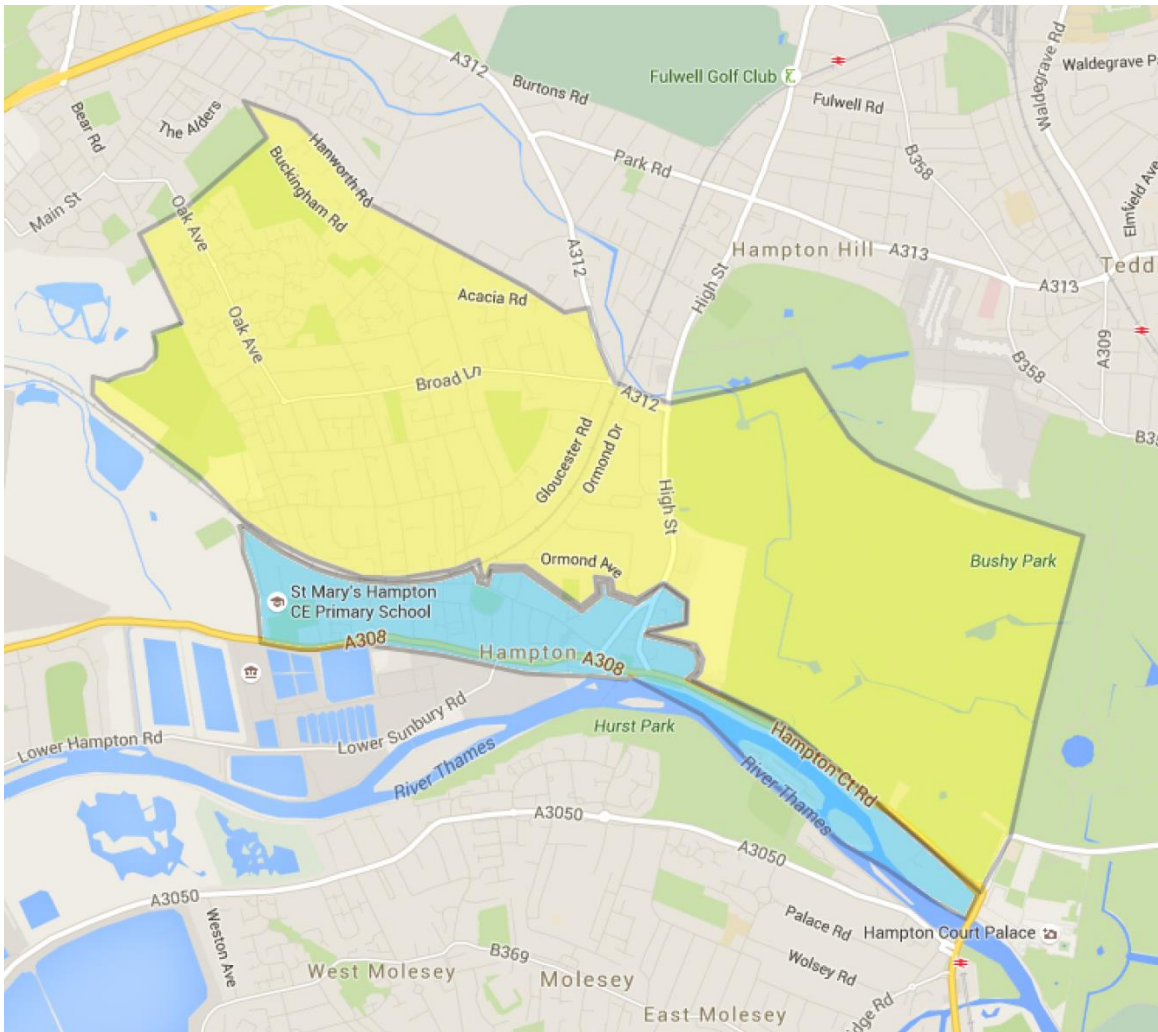 A312
Burtons Rd
Fulwell Golf Club
Waldegrave Rd
Waldegrave Pa
Fulwell Rd
Bear Rd
The Alders
Hanworth Rd
Buckingham Rd
Park Rd
B358
Elmfield Ave
Main St
Oak Ave
A312
Hampton Hill
A313
Tedd
High St
A313
Acacia Rd
Oak Ave
A309
B358
Broad Ln
A312
B35
Gloucester Rd
Ormond Dr
High St
Ormond Ave
Bushy Park
St Mary's Hampton
CE Primary School
A308
Hampton
A308
Lower Hampton Rd
Lower Sunbury Rd
Hurst Park
Hampton Ct Rd
River Thames
River Thames
A3050
A3050
A3050
Weston Ave
Palace Rd
Hampton Court Palace
B369
Wolsey Rd
West Molesey
Molesey
East Molesey
dge Rd